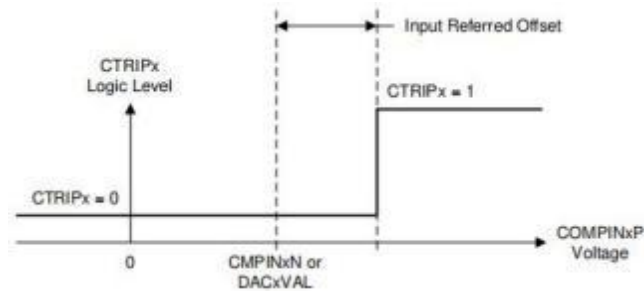 Input Referred Offset
CTRIPx
Logic Level
CTRIPx = 1
CTRIPx = 0
COMPINxP
Voltage
0
CMPINxN or
DACxVAL